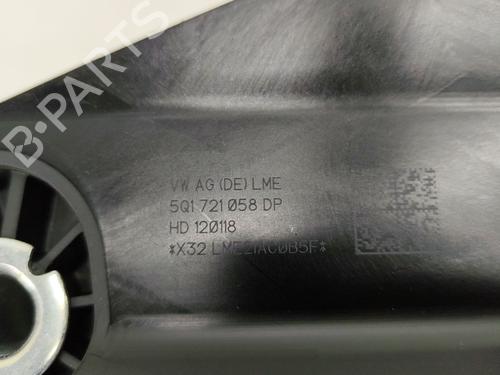 VW AG (DE) LME
5Q1 721 058 DP
HD 120118
*X32 LME21AC0B5F*
B-PARTS